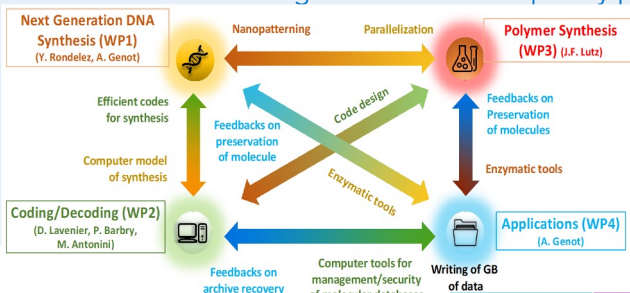 Next Generation DNA
Synthesis (WP1)
(Y. Rondelez, A. Genot)
Nanopatterning
Parallelization
Polymer Synthesis
WP3) (J.F. Lutz)
Efficient codes
for synthesis
Computer model
of synthesis
Feedbacks on
preservation
of molecule
Code design
Enzymatic tools
Feedbacks on
Preservation
of molecules
Enzymatic tools
Coding/Decoding (WP2)
(D. Lavenier, P. Barbry,
M. Antonini)
Applications (WP4)
(A. Genot)
Feedbacks on
archive recovery
Computer tools for
management/security
Writing of GB
of data